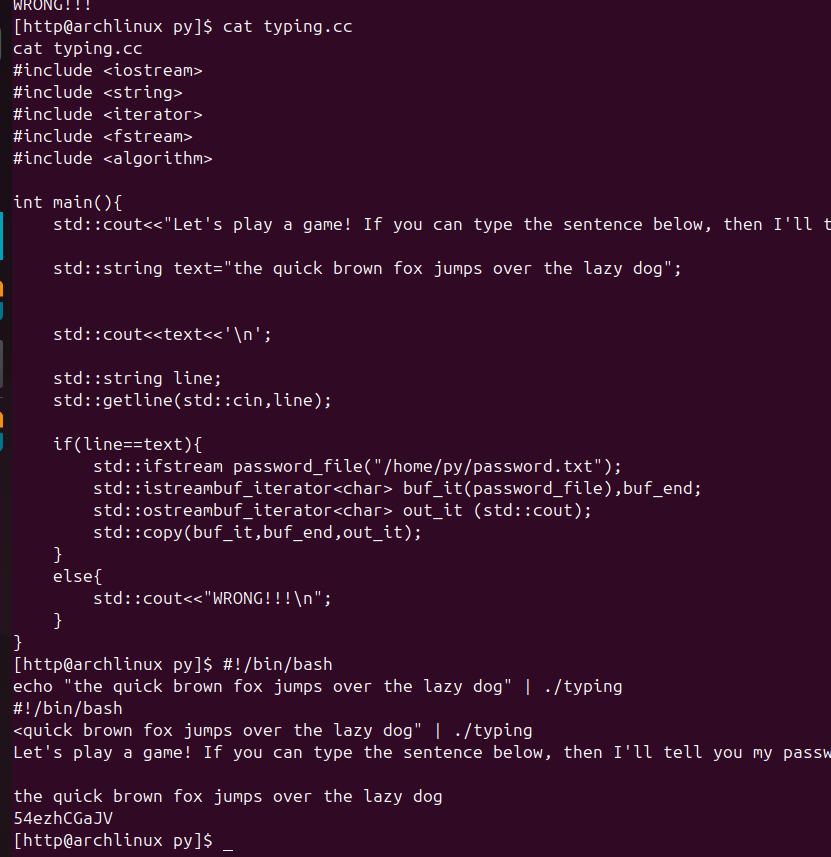 WRONG!!!
[http@archlinux py]$ cat typing.cc
cat typing.cc
#include <iostream>
#include <string>
#include <iterator>
#include <fstream>
#include <algorithm>
int main(){
    std::cout<<"Let's play a game! If you can type the sentence below, then I'll t
    std::string text="the quick brown fox jumps over the lazy dog";
    std::cout<<text<<'\n';
    std::string line;
    std::getline(std::cin,line);
    if(line==text){
        std::ifstream password_file("/home/py/password.txt");
        std::istreambuf_iterator<char> buf_it(password_file),buf_end;
        std::ostreambuf_iterator<char> out_it (std::cout);
        std::copy(buf_it,buf_end,out_it);
    }
    else{
        std::cout<<"WRONG!!!\n";
    }
}
[http@archlinux py]$ #!/bin/bash
echo "the quick brown fox jumps over the lazy dog" | ./typing
#!/bin/bash
<quick brown fox jumps over the lazy dog" | ./typing
Let's play a game! If you can type the sentence below, then I'll tell you my passw
the quick brown fox jumps over the lazy dog
54ezhCGaJV
[http@archlinux py]$ _